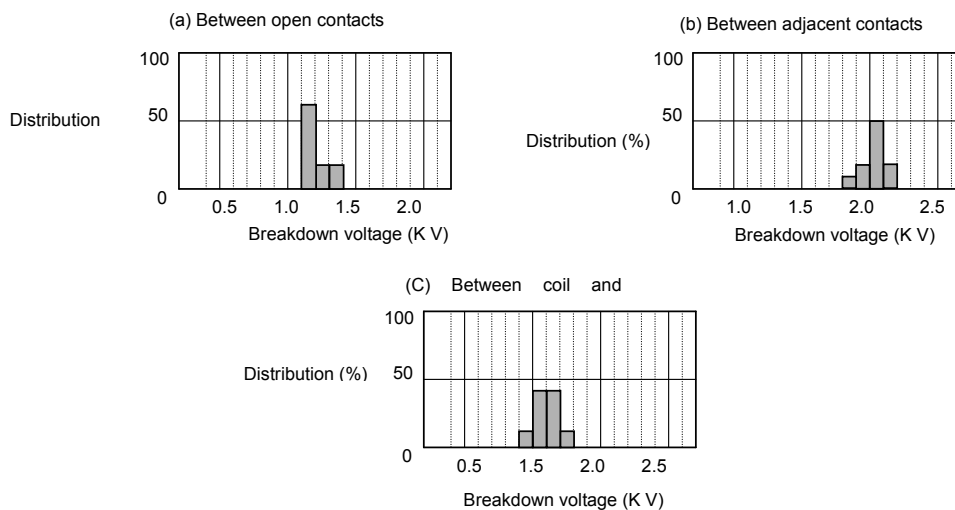 (a) Between open contacts
100
50
0
Distribution
0.5 1.0 1.5 2.0
Breakdown voltage (K V)
(b) Between adjacent contacts
100
50
0
Distribution (%)
1.0 1.5 2.0 2.5
Breakdown voltage (K V)
(C) Between coil and
100
50
0
Distribution (%)
0.5 1.5 2.0 2.5
Breakdown voltage (K V)